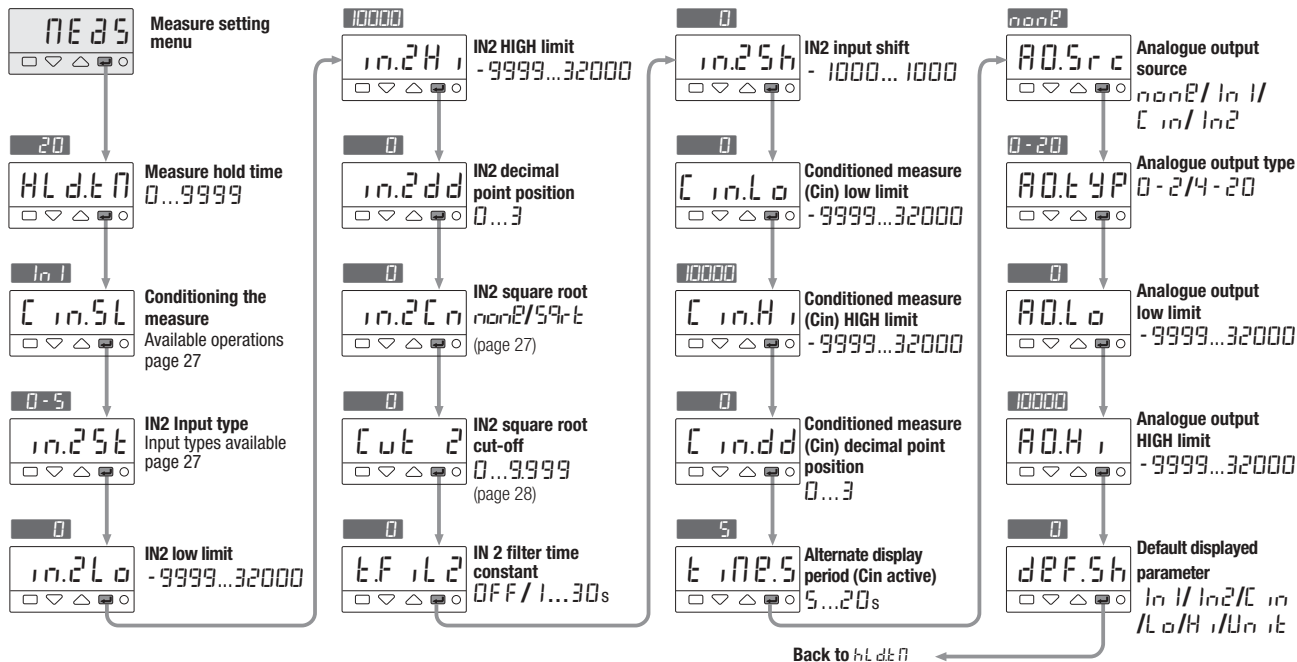 MEAS
Measure setting
menu
20
HLd.tM
Measure hold time
0...9999
In1
Cin.SL
Conditioning the
measure
Available operations
page 27
0-5
in.2St
IN2 Input type
Input types available
page 27
0
in.2Lo
IN2 low limit
-9999...32000
10000
in.2Hi
IN2 HIGH limit
-9999...32000
0
in.2dd
IN2 decimal
point position
0...3
0
in.2Cn
IN2 square root
nonE/SQrt
(page 27)
0
Cut 2
IN2 square root
cut-off
0...9.999
(page 28)
0
t.FiL2
IN 2 filter time
constant
OFF/1...30s
0
in.2Sh
IN2 input shift
-1000...1000
0
Cin.Lo
Conditioned measure
(Cin) low limit
-9999...32000
10000
Cin.Hi
Conditioned measure
(Cin) HIGH limit
-9999...32000
0
Cin.dd
Conditioned measure
(Cin) decimal point
position
0...3
5
tiME.S
Alternate display
period (Cin active)
5...20s
nonE
AO.Src
Analogue output
source
nonE/In1/
Cin/In2
0-20
AO.tYP
Analogue output type
0-2/4-20
0
AO.Lo
Analogue output
low limit
-9999...32000
10000
AO.Hi
Analogue output
HIGH limit
-9999...32000
0
dEF.Sh
Default displayed
parameter
In1/In2/Cin
/Lo/Hi/Unit
Back to hLd.tM